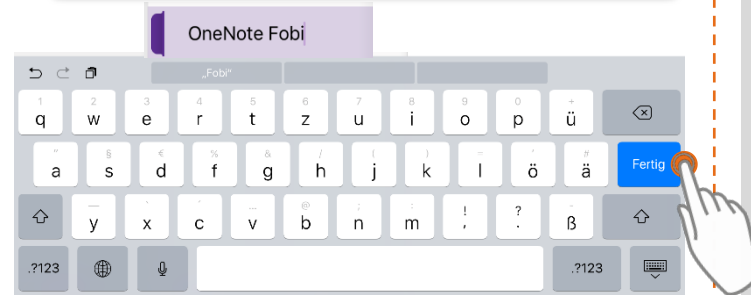 OneNote Fobi
„Fobi“
1 2 3 4 5 6 7 8 9 0 +
q w e r t z u i o p ü
" § € % & / ( ) = ' #
a s d f g h j k l ö ä Fertig
— ` ' ... @ ; : ! ? -
y x c v b n m , . ß
.?123 .?123